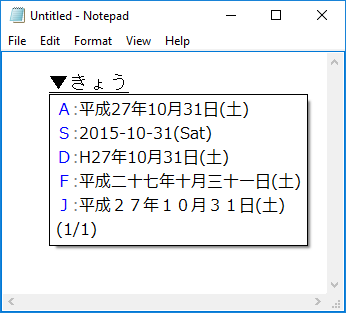 Untitled - Notepad
File Edit Format View Help
▼きょう
A:平成27年10月31日(土)
S:2015-10-31(Sat)
D:H27年10月31日(土)
F:平成二十七年十月三十一日(土)
J:平成２７年１０月３１日(土)
(1/1)